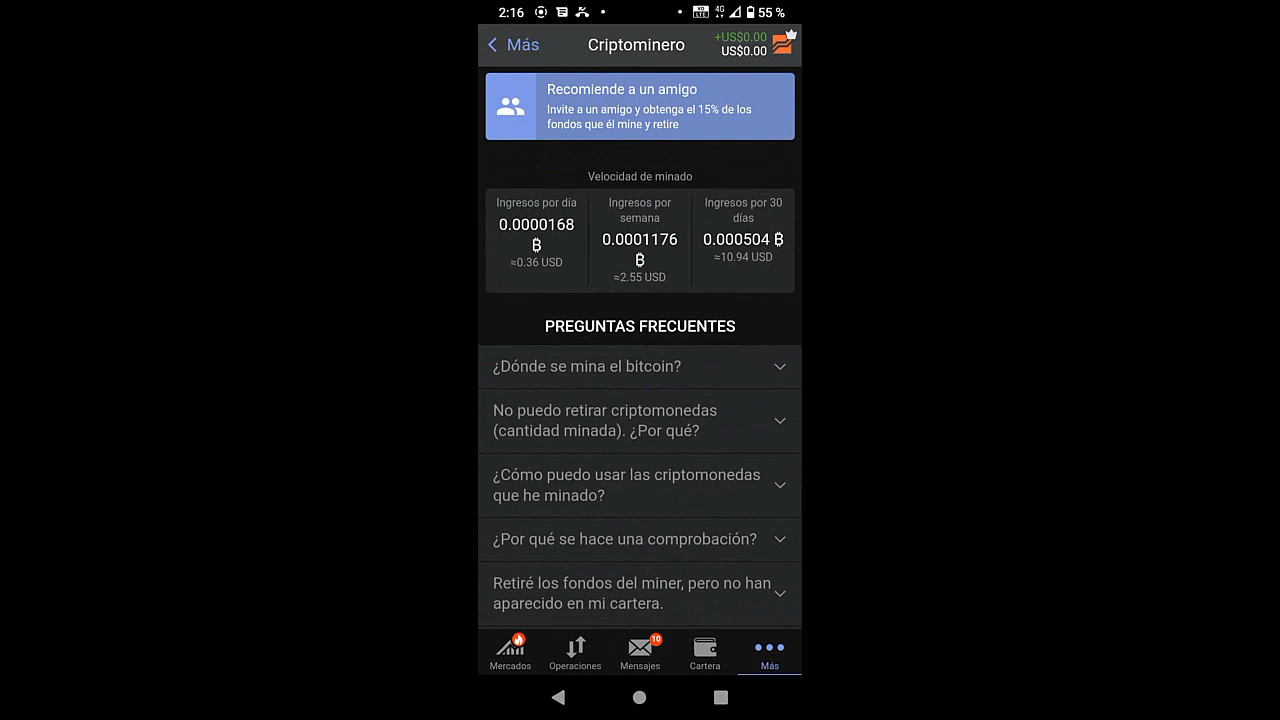 2:16
VO LTE
4G
55 %
Más
Criptominero
+US$0.00
US$0.00
Recomiende a un amigo
Invite a un amigo y obtenga el 15% de los
fondos que él mine y retire
Velocidad de minado
Ingresos por día
0.0000168
₿
≈0.36 USD
Ingresos por
semana
0.0001176
₿
≈2.55 USD
Ingresos por 30
días
0.000504 ₿
≈10.94 USD
PREGUNTAS FRECUENTES
¿Dónde se mina el bitcoin?
No puedo retirar criptomonedas
(cantidad minada). ¿Por qué?
¿Cómo puedo usar las criptomonedas
que he minado?
¿Por qué se hace una comprobación?
Retiré los fondos del miner, pero no han
aparecido en mi cartera.
10
Mercados
Operaciones
Mensajes
Cartera
Más